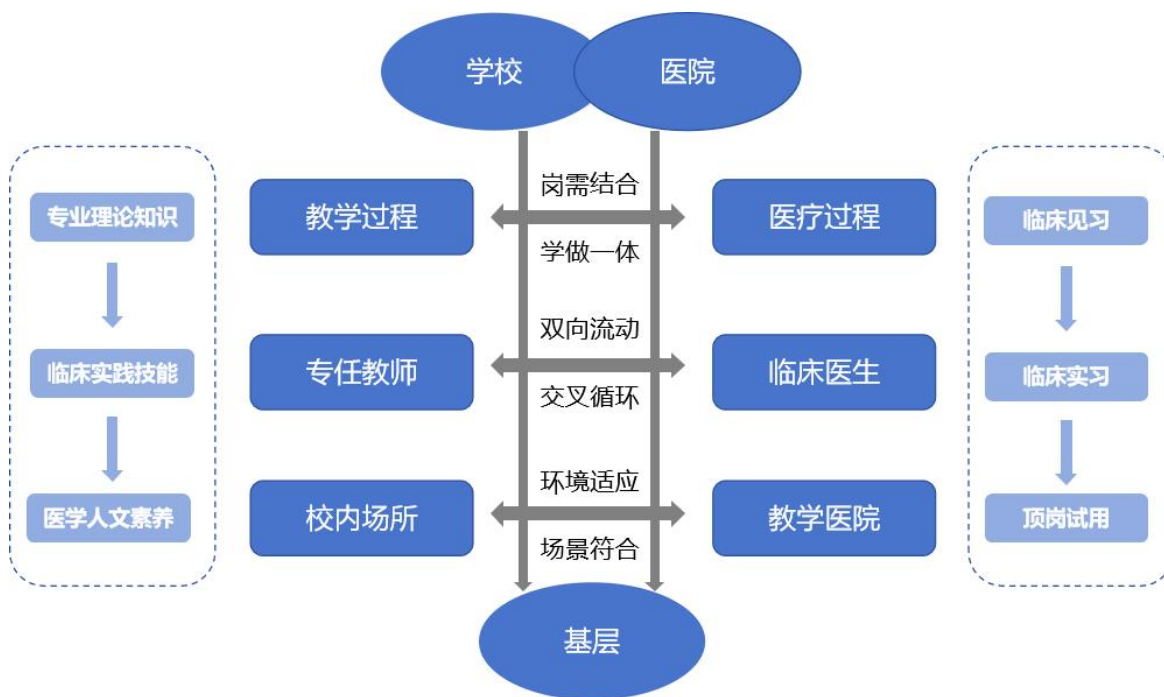 学校
医院
岗需结合
专业理论知识
教学过程
医疗过程
临床见习
学做一体
双向流动
临床实践技能
专任教师
临床医生
临床实习
交叉循环
环境适应
医学人文素养
校内场所
教学医院
顶岗试用
场景符合
基层